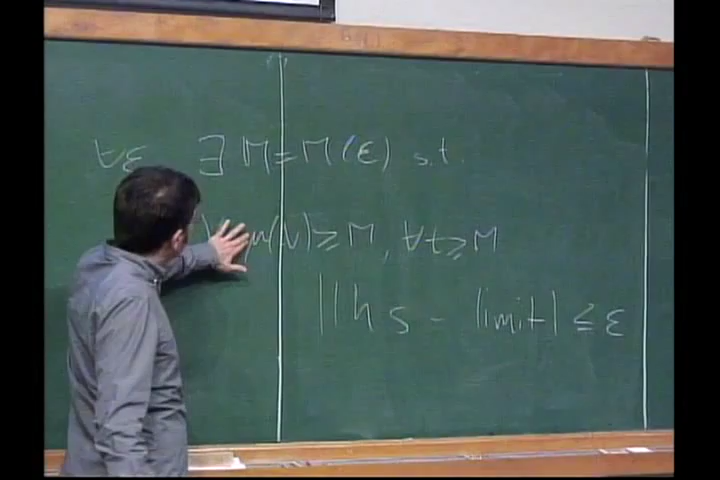 ∀ε ∃ M = M(ε) s.t.
(V) ≥ M, ∀t ≥ M
|lhs - limit| ≤ ε